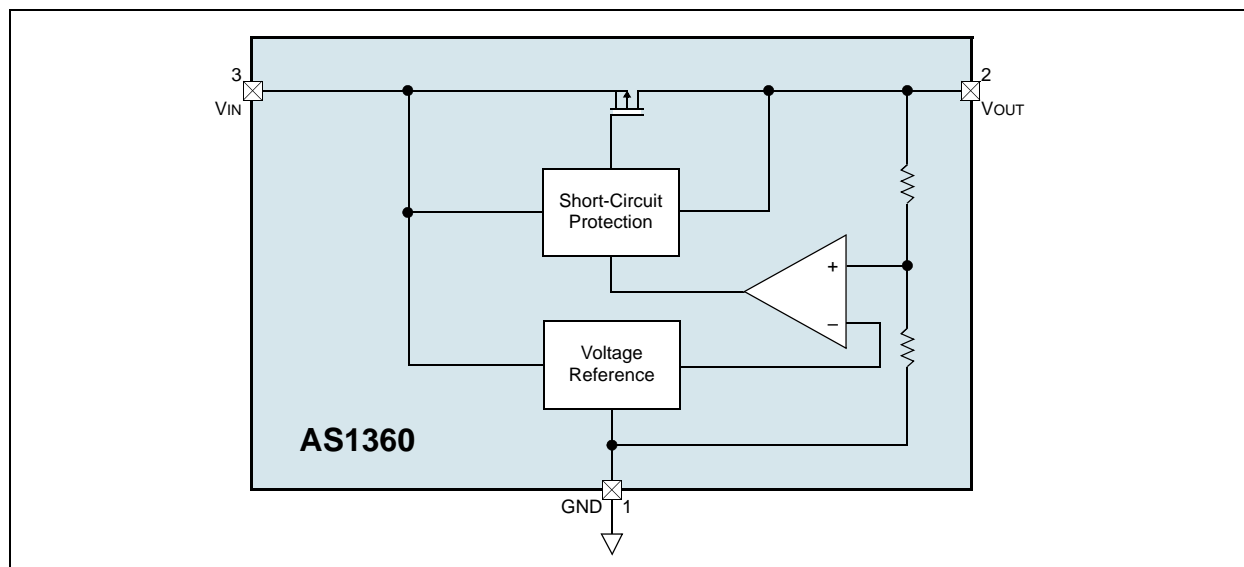 3
VIN
2
VOUT
Short-Circuit
Protection
+
–
Voltage
Reference
AS1360
GND 1